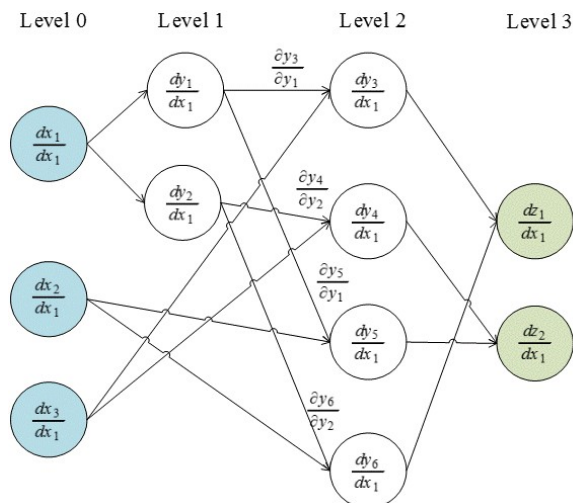 Level 0 Level 1 Level 2 Level 3
dx₁/dx₁
dx₂/dx₁
dx₃/dx₁
dy₁/dx₁
dy₂/dx₁
∂y₃/∂y₁
∂y₄/∂y₂
∂y₅/∂y₁
∂y₆/∂y₂
dy₃/dx₁
dy₄/dx₁
dy₅/dx₁
dy₆/dx₁
dz₁/dx₁
dz₂/dx₁